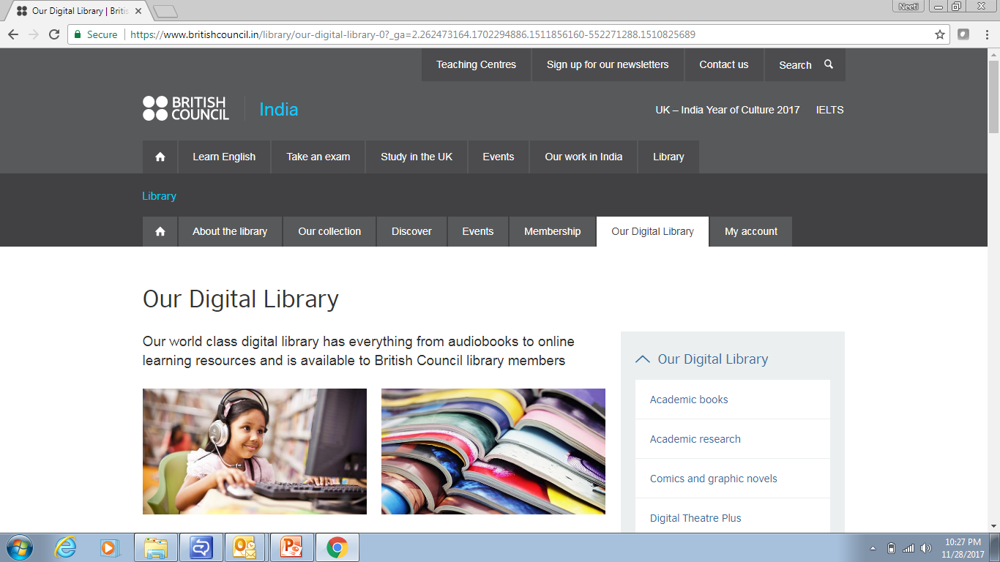 Our Digital Library | Britis
Neeti
Secure
https://www.britishcouncil.in/library/our-digital-library-0?_ga=2.262473164.1702294886.1511856160-552271288.1510825689
Teaching Centres Sign up for our newsletters Contact us Search
BRITISH
COUNCIL
India
UK – India Year of Culture 2017 IELTS
Learn English Take an exam Study in the UK Events Our work in India Library
Library
About the library Our collection Discover Events Membership Our Digital Library My account
Our Digital Library
Our world class digital library has everything from audiobooks to online
learning resources and is available to British Council library members
Our Digital Library
Academic books
Academic research
Comics and graphic novels
Digital Theatre Plus
10:27 PM
11/28/2017